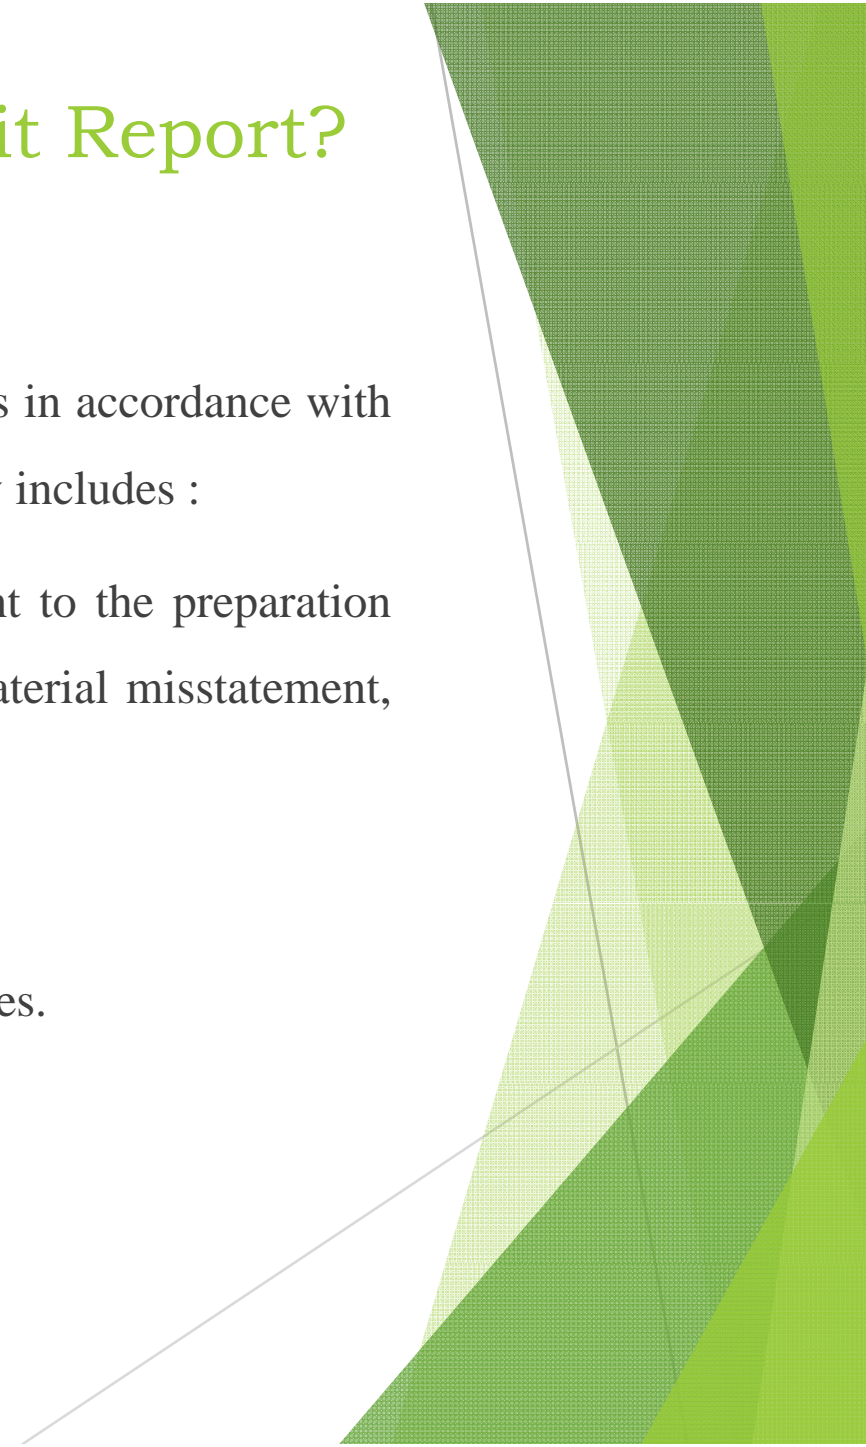 it Report?
s in accordance with
includes :
nt to the preparation
aterial misstatement,
es.